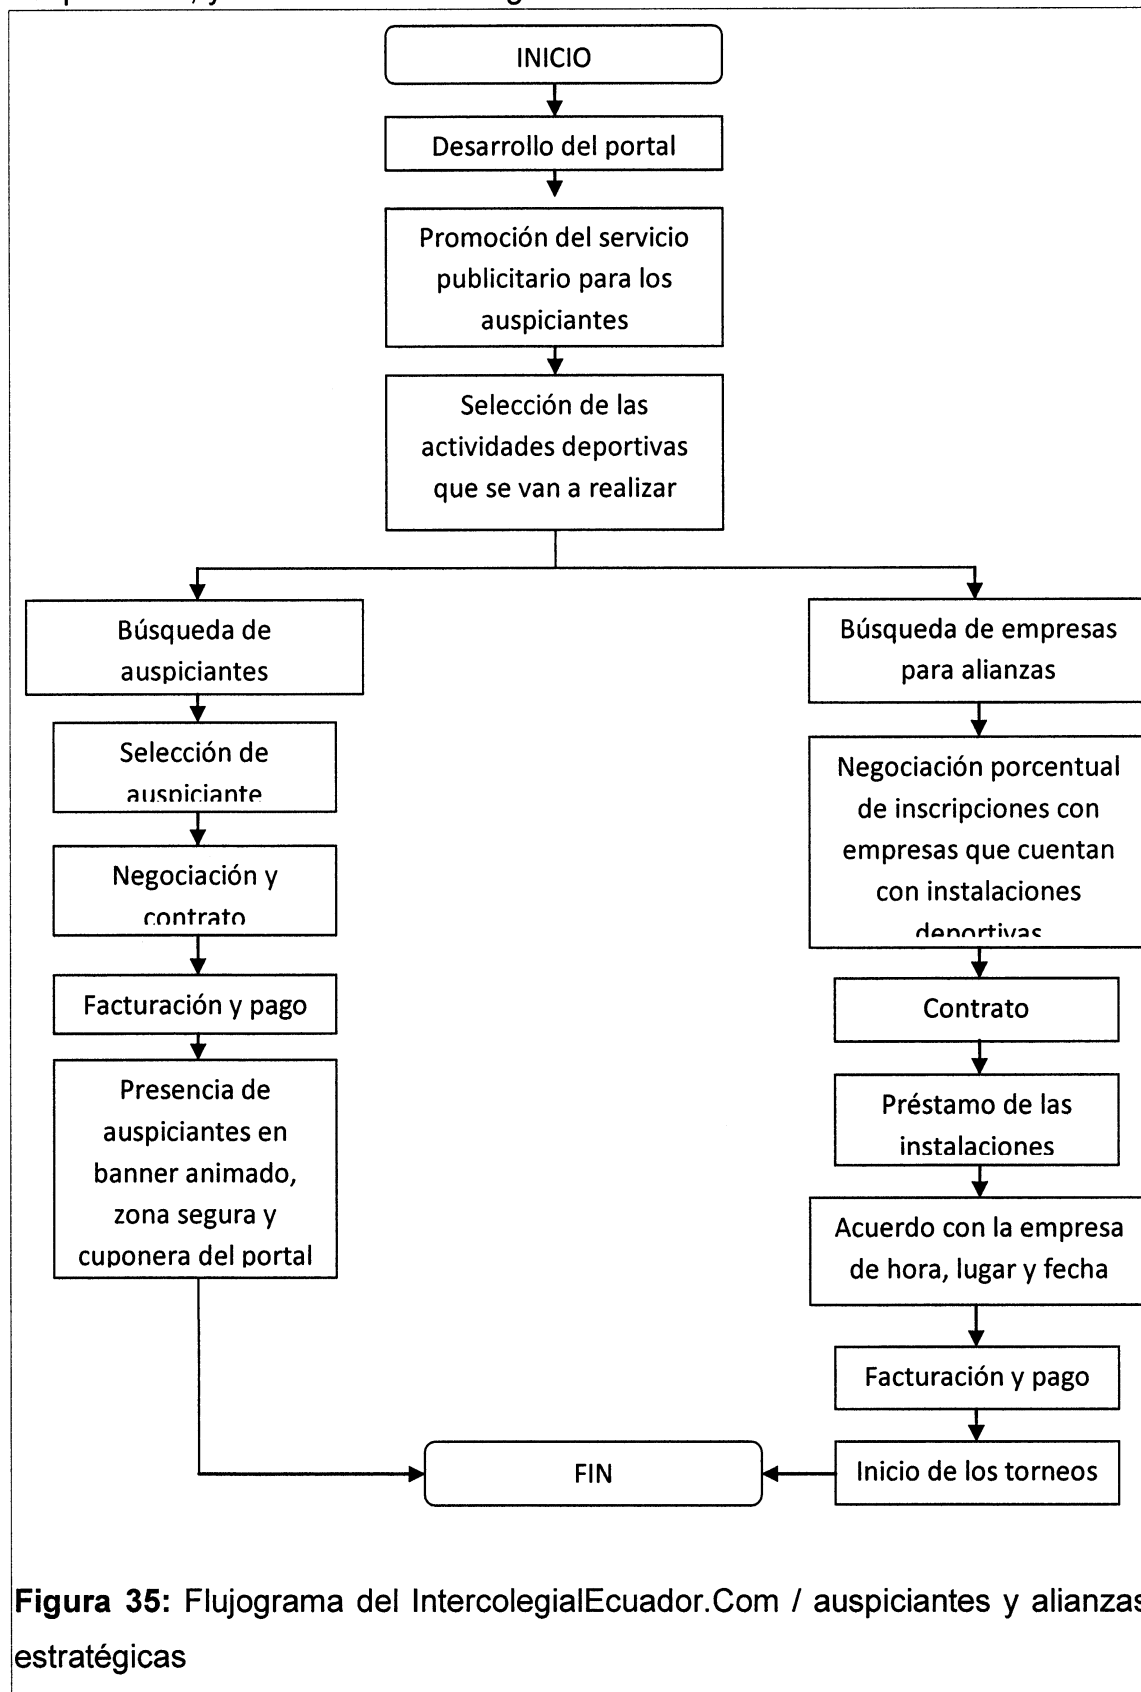 INICIO
Desarrollo del portal
Promoción del servicio
publicitario para los
auspiciantes
Selección de las
actividades deportivas
que se van a realizar
Búsqueda de
auspiciantes
Selección de
auspiciante
Negociación y
contrato
Facturación y pago
Presencia de
auspiciantes en
banner animado,
zona segura y
cuponera del portal
Búsqueda de empresas
para alianzas
Negociación porcentual
de inscripciones con
empresas que cuentan
con instalaciones
deportivas
Contrato
Préstamo de las
instalaciones
Acuerdo con la empresa
de hora, lugar y fecha
Facturación y pago
Inicio de los torneos
FIN
Figura 35: Flujograma del IntercolegialEcuador.Com / auspiciantes y alianzas
estratégicas